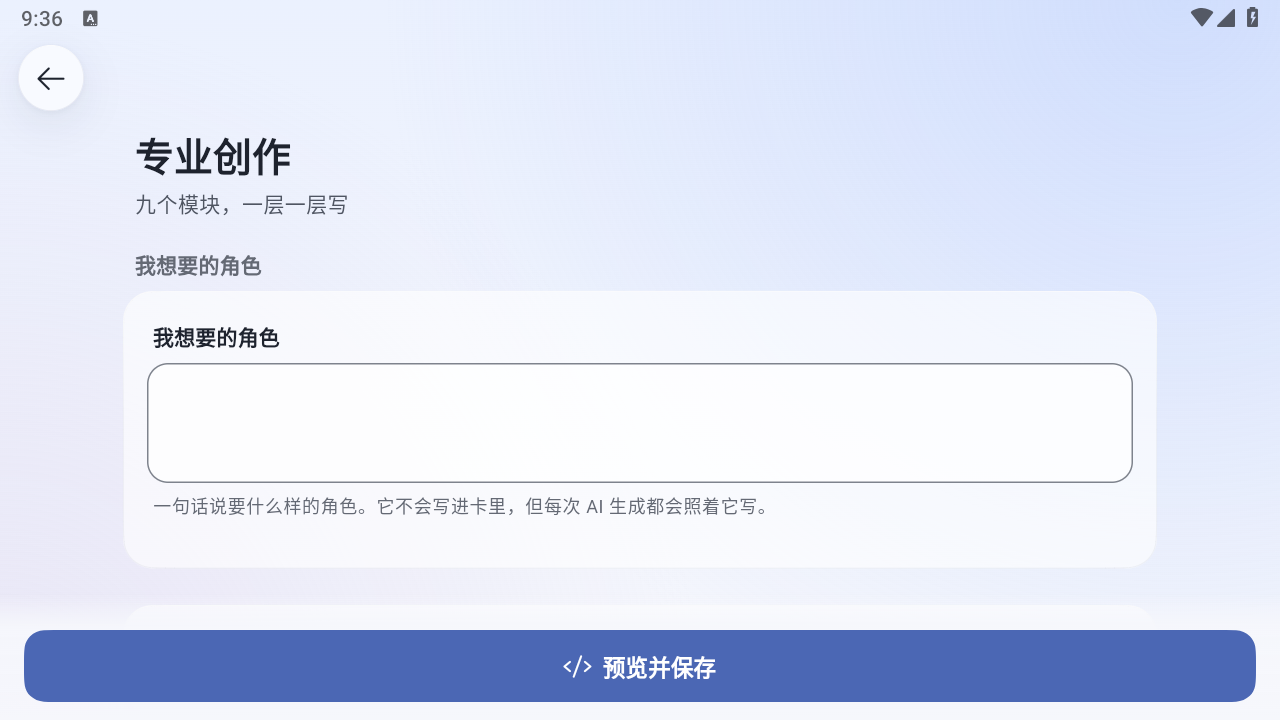 9:36
专业创作
九个模块，一层一层写
我想要的角色
我想要的角色
一句话说要什么样的角色。它不会写进卡里，但每次 AI 生成都会照着它写。
</> 预览并保存